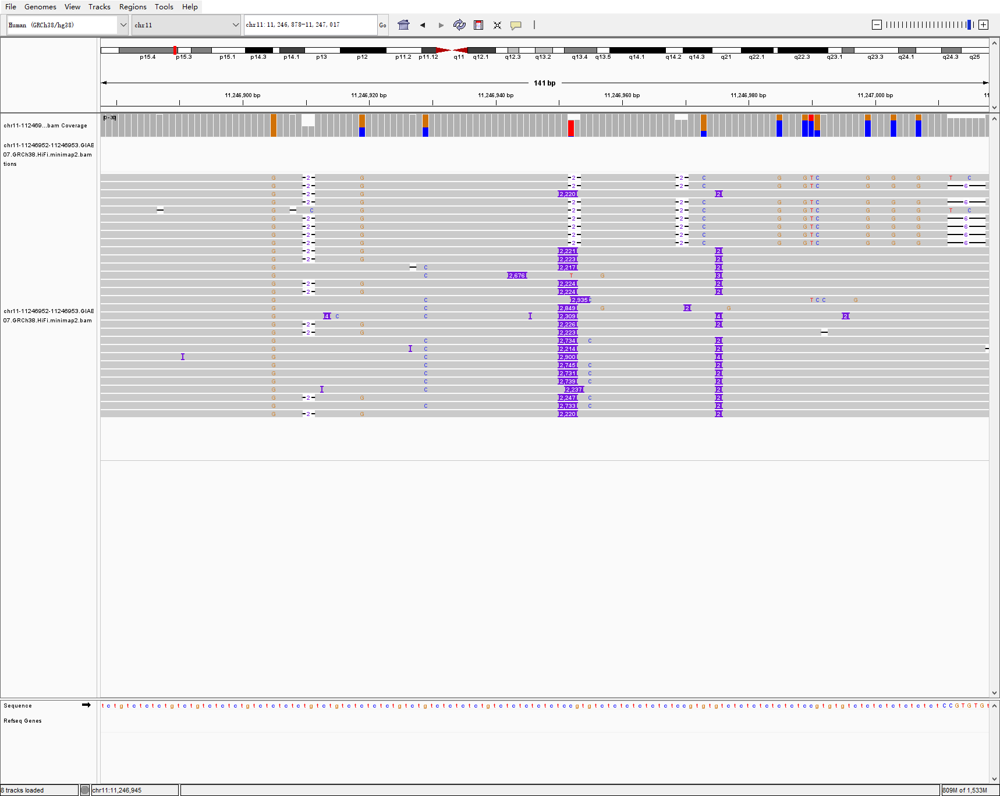 File Genomes View Tracks Regions Tools Help
Human (GRCh38/hg38) chr11 chr11:11,246,878-11,247,017 Go
p15.4 p15.3 p15.1 p14.3 p14.1 p13 p12 p11.2 p11.12 q11 q12.1 q12.3 q13.2 q13.4 q13.5 q14.1 q14.2 q14.3 q21 q22.1 q22.3 q23.1 q23.3 q24.1 q24.3 q25
141 bp
11,246,900 bp 11,246,920 bp 11,246,940 bp 11,246,960 bp 11,246,980 bp 11,247,000 bp 11
[0 - 30]
chr11-112469...bam Coverage
chr11-11246952-11246953.GIAE
07.GRCh38.HiFi.minimap2.bam
tions
G 2 G 2 2 C G G T C G G G T C
G 2 G 2 2 C G G T C G G G 6
G 2 G 2,220 2
G 2 G 2 2 C G G T C G G G 6
G C G 2 2 C G G T C G G G T C
G 2 G 2 2 C G G T C G G G 6
G 2 G 2 2 C G G T C G G G 6
G 2 G 2 2 C G G T C G G G 6
G 2 G 2 2 C G G T C G G G 6
G 2 G 2,221 2
G 2 G 2,223 2
G C 2,217 2
G C 2,676 T G 3
G 2 G 2,224 2
G 2 G 2,224 2
G C 2,935 C T C C G
G C 2,849 G 2 G
chr11-11246952-11246953.GIAE
07.GRCh38.HiFi.minimap2.bam
G 4 C C 2,309 4 2
G 2 G 2,226 2
G 2 G 2,223
G C 2,734 C 2
G C 2,214 2
G C 2,900 4
G C 2,745 C 2
G C 2,731 C 2
G C 2,739 C 2
G C 2,237 2
G 2 G 2,247 C 2
G C 2,733 C 2
G 2 G 2,220 2
Sequence t c t g t c t c t c t g t c t g t c t c t c t g t c t c t c t c t g t c t g t c t c t c t c t g t c t g t c t c t c t c t g t c t c t c t c t c t c c g t g t c t c t c t c t c t c t c c g t g t g t c t c t c t c t c t c t c c g t g t g t c t c t c t c t c t c t c t C C G T G T G t
Refseq Genes
8 tracks loaded chr11:11,246,945 809M of 1,533M